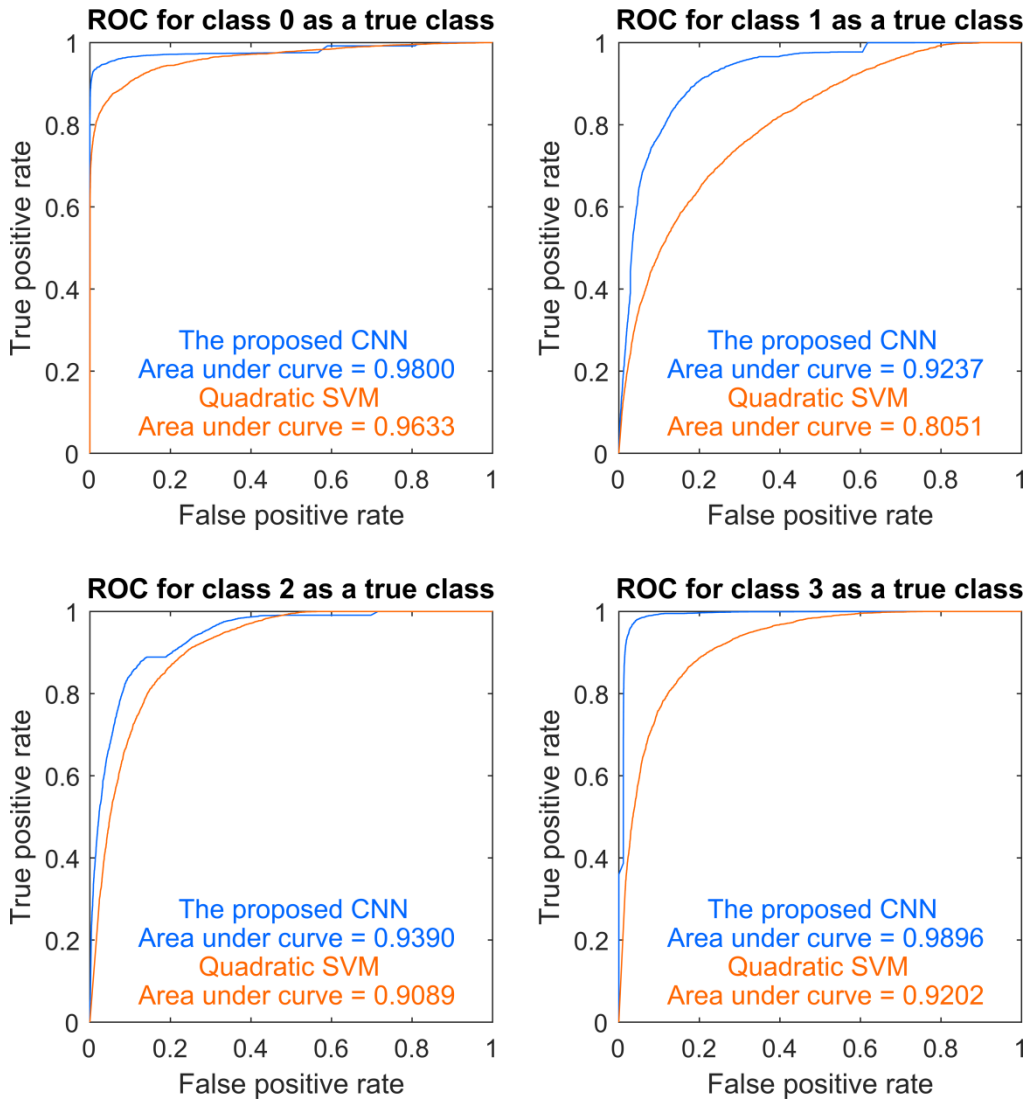 ROC for class 0 as a true class
True positive rate
1
0.8
0.6
0.4
0.2
0
The proposed CNN
Area under curve = 0.9800
Quadratic SVM
Area under curve = 0.9633
0 0.2 0.4 0.6 0.8 1
False positive rate
ROC for class 1 as a true class
True positive rate
1
0.8
0.6
0.4
0.2
0
The proposed CNN
Area under curve = 0.9237
Quadratic SVM
Area under curve = 0.8051
0 0.2 0.4 0.6 0.8 1
False positive rate
ROC for class 2 as a true class
True positive rate
1
0.8
0.6
0.4
0.2
0
The proposed CNN
Area under curve = 0.9390
Quadratic SVM
Area under curve = 0.9089
0 0.2 0.4 0.6 0.8 1
False positive rate
ROC for class 3 as a true class
True positive rate
1
0.8
0.6
0.4
0.2
0
The proposed CNN
Area under curve = 0.9896
Quadratic SVM
Area under curve = 0.9202
0 0.2 0.4 0.6 0.8 1
False positive rate